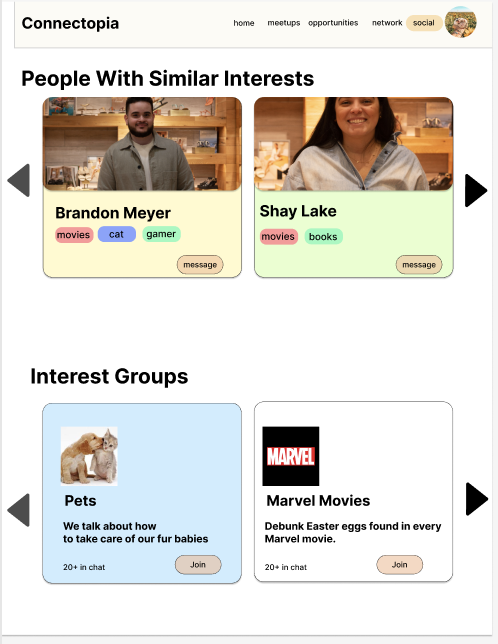 Connectopia
home meetups opportunities network social
People With Similar Interests
Brandon Meyer
movies cat gamer
message
Shay Lake
movies books
message
Interest Groups
Pets
We talk about how
to take care of our fur babies
20+ in chat
Join
MARVEL
Marvel Movies
Debunk Easter eggs found in every
Marvel movie.
20+ in chat
Join